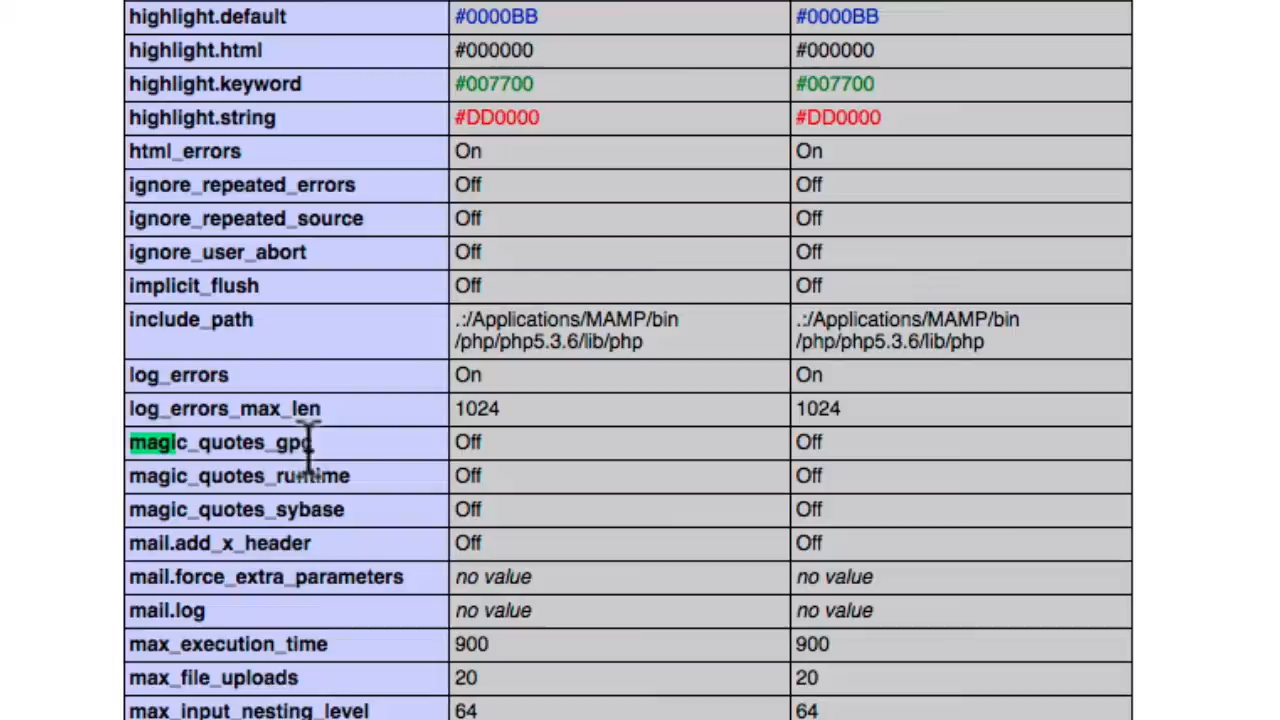 highlight.default #0000BB #0000BB
highlight.html #000000 #000000
highlight.keyword #007700 #007700
highlight.string #DD0000 #DD0000
html_errors On On
ignore_repeated_errors Off Off
ignore_repeated_source Off Off
ignore_user_abort Off Off
implicit_flush Off Off
include_path .:/Applications/MAMP/bin .:/Applications/MAMP/bin
/php/php5.3.6/lib/php /php/php5.3.6/lib/php
log_errors On On
log_errors_max_len 1024 1024
magic_quotes_gpc Off Off
magic_quotes_runtime Off Off
magic_quotes_sybase Off Off
mail.add_x_header Off Off
mail.force_extra_parameters no value no value
mail.log no value no value
max_execution_time 900 900
max_file_uploads 20 20
max_input_nesting_level 64 64